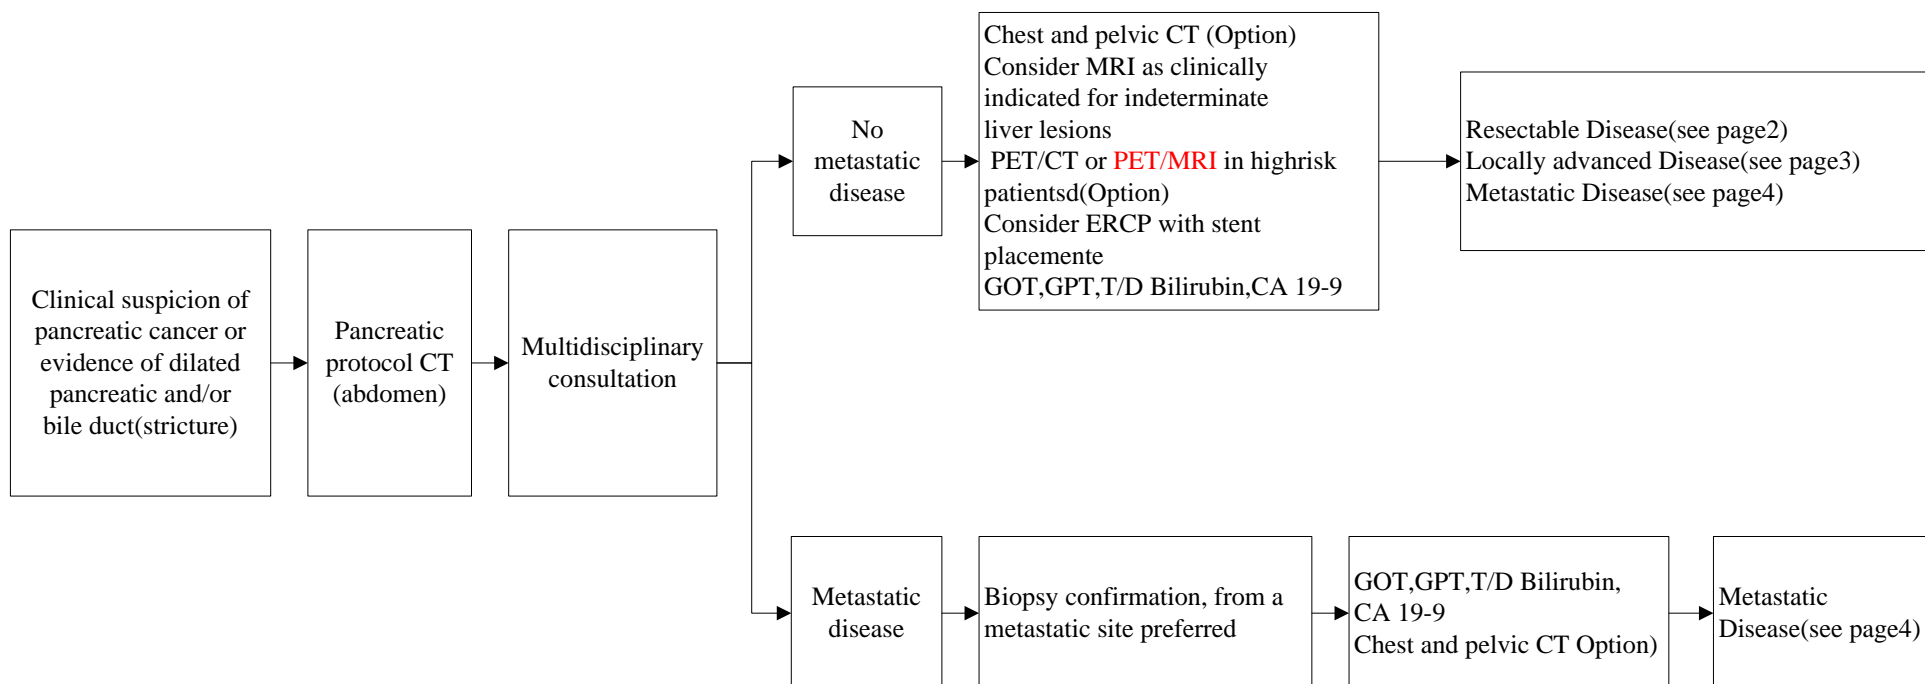 Clinical suspicion of
pancreatic cancer or
evidence of dilated
pancreatic and/or
bile duct(stricture)
Pancreatic
protocol CT
(abdomen)
Multidisciplinary
consultation
No
metastatic
disease
Chest and pelvic CT (Option)
Consider MRI as clinically
indicated for indeterminate
liver lesions
PET/CT or PET/MRI in highrisk
patientsd(Option)
Consider ERCP with stent
placemente
GOT,GPT,T/D Bilirubin,CA 19-9
Resectable Disease(see page2)
Locally advanced Disease(see page3)
Metastatic Disease(see page4)
Metastatic
disease
Biopsy confirmation, from a
metastatic site preferred
GOT,GPT,T/D Bilirubin,
CA 19-9
Chest and pelvic CT Option)
Metastatic
Disease(see page4)